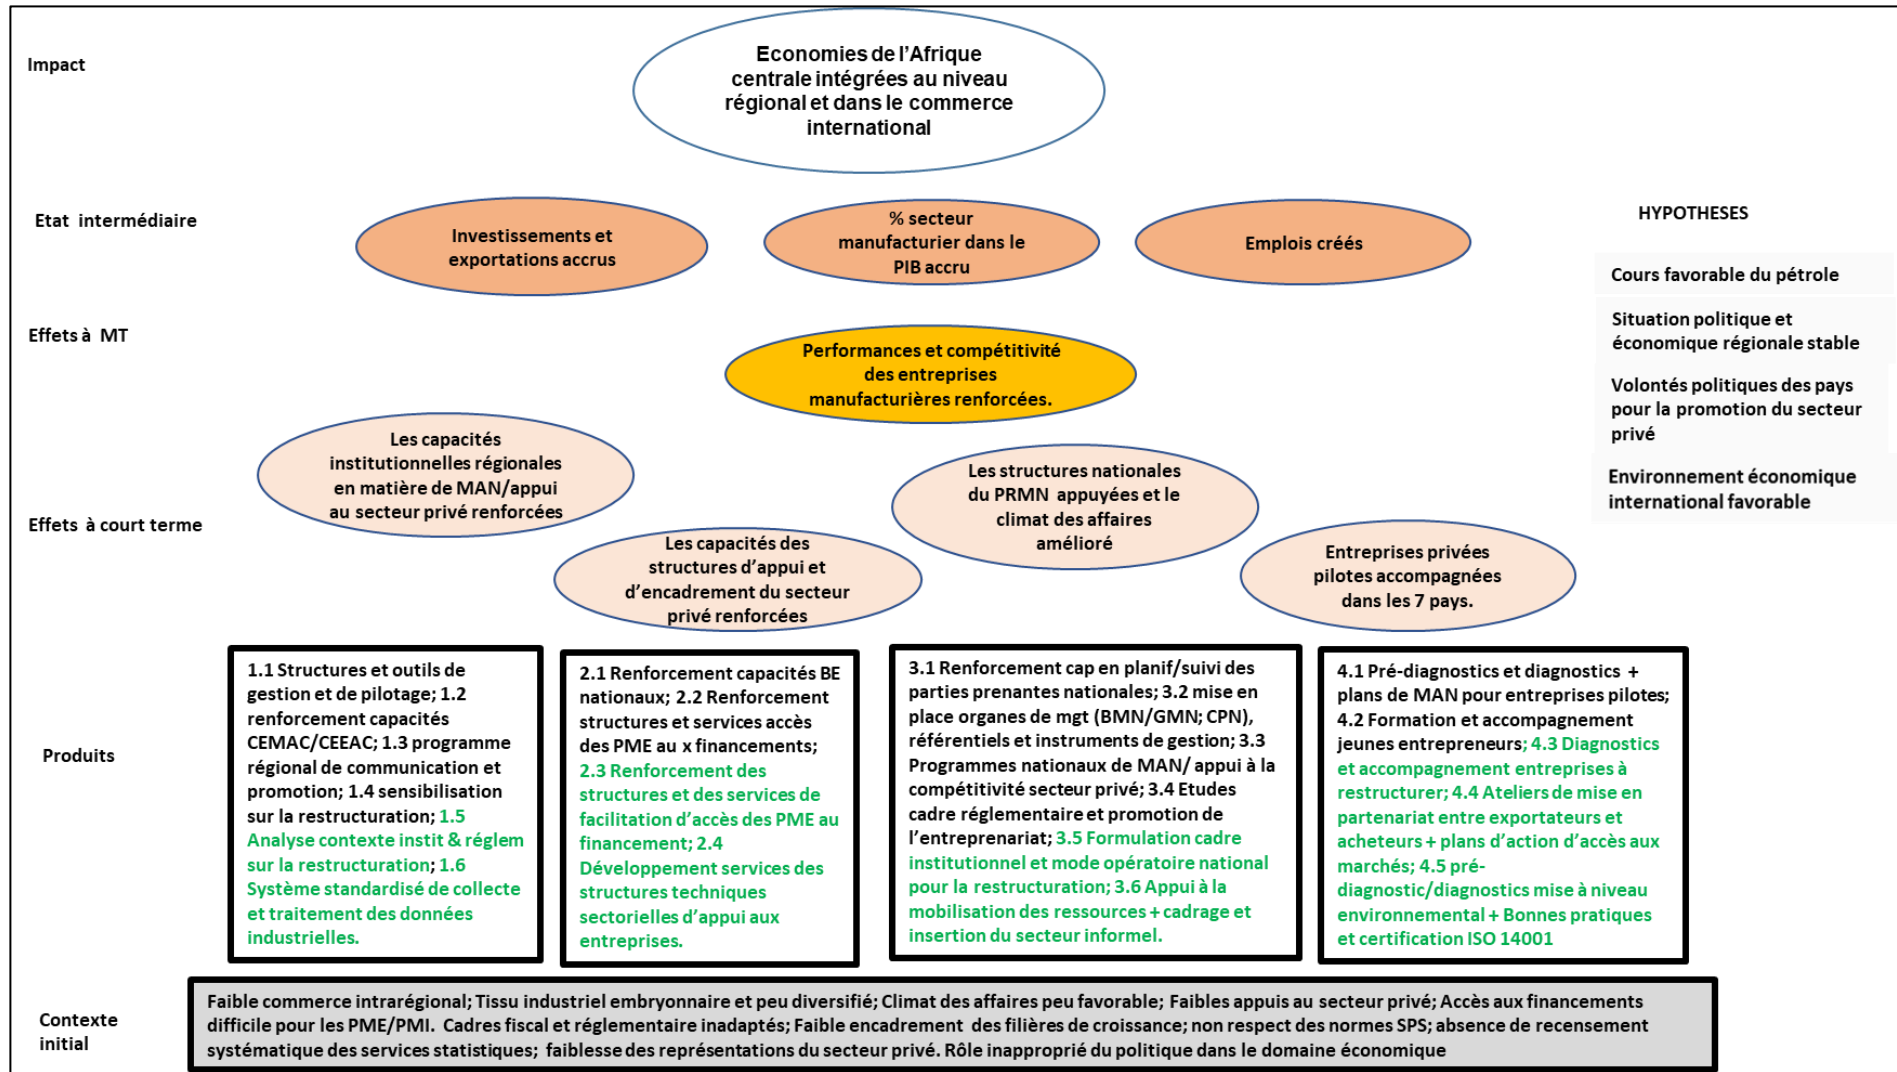 Impact
Economies de l'Afrique
centrale intégrées au niveau
régional et dans le commerce
international
Etat intermédiaire
Investissements et
exportations accrus
% secteur
manufacturier dans le
PIB accru
Emplois créés
HYPOTHESES
Cours favorable du pétrole
Situation politique et
économique régionale stable
Volontés politiques des pays
pour la promotion du secteur
privé
Environnement économique
international favorable
Effets à MT
Performances et compétitivité
des entreprises
manufacturières renforcées.
Effets à court terme
Les capacités
institutionnelles régionales
en matière de MAN/appui
au secteur privé renforcées
Les capacités des
structures d'appui et
d'encadrement du secteur
privé renforcées
Les structures nationales
du PRMN appuyées et le
climat des affaires
amélioré
Entreprises privées
pilotes accompagnées
dans les 7 pays.
Produits
1.1 Structures et outils de
gestion et de pilotage; 1.2
renforcement capacités
CEMAC/CEEAC; 1.3 programme
régional de communication et
promotion; 1.4 sensibilisation
sur la restructuration; 1.5
Analyse contexte instit & réglem
sur la restructuration; 1.6
Système standardisé de collecte
et traitement des données
industrielles.
2.1 Renforcement capacités BE
nationaux; 2.2 Renforcement
structures et services accès
des PME au x financements;
2.3 Renforcement des
structures et des services de
facilitation d'accès des PME au
financement; 2.4
Développement services des
structures techniques
sectorielles d'appui aux
entreprises.
3.1 Renforcement cap en planif/suivi des
parties prenantes nationales; 3.2 mise en
place organes de mgt (BMN/GMN; CPN),
référentiels et instruments de gestion; 3.3
Programmes nationaux de MAN/ appui à la
compétitivité secteur privé; 3.4 Etudes
cadre réglementaire et promotion de
l'entreprenariat; 3.5 Formulation cadre
institutionnel et mode opératoire national
pour la restructuration; 3.6 Appui à la
mobilisation des ressources + cadrage et
insertion du secteur informel.
4.1 Pré-diagnostics et diagnostics +
plans de MAN pour entreprises pilotes;
4.2 Formation et accompagnement
jeunes entrepreneurs; 4.3 Diagnostics
et accompagnement entreprises à
restructurer; 4.4 Ateliers de mise en
partenariat entre exportateurs et
acheteurs + plans d'action d'accès aux
marchés; 4.5 pré-
diagnostic/diagnostics mise à niveau
environnemental + Bonnes pratiques
et certification ISO 14001
Contexte
initial
Faible commerce intrarégional; Tissu industriel embryonnaire et peu diversifié; Climat des affaires peu favorable; Faibles appuis au secteur privé; Accès aux financements
difficile pour les PME/PMI. Cadres fiscal et réglementaire inadaptés; Faible encadrement des filières de croissance; non respect des normes SPS; absence de recensement
systématique des services statistiques; faiblesse des représentations du secteur privé. Rôle inapproprié du politique dans le domaine économique